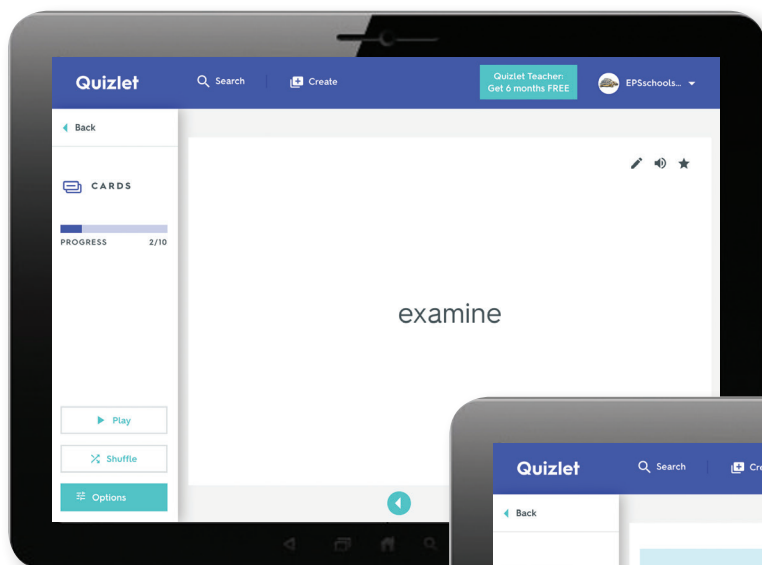 Quizlet
Search
Create
Quizlet Teacher:
Get 6 months FREE
EPSschools...
Back
CARDS
PROGRESS 2/10
examine
Play
Shuffle
Options
Quizlet
Search
Cre
Back